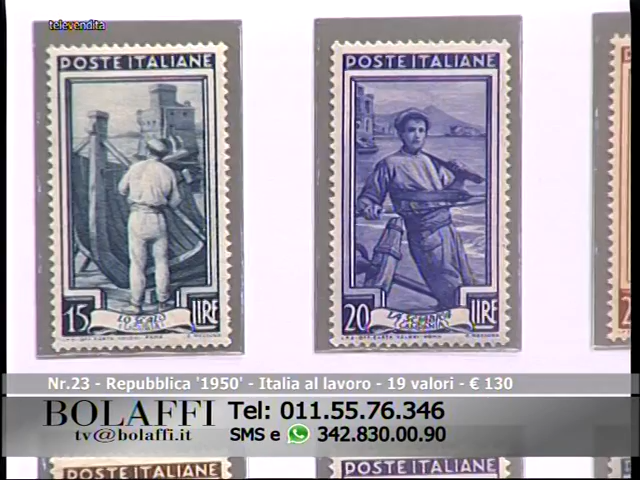 televendita
POSTE ITALIANE
POSTE ITALIANE
15
LIRE
20
LIRE
2
Nr.23 - Repubblica '1950' - Italia al lavoro - 19 valori - € 130
BOLAFFI
tv@bolaffi.it
Tel: 011.55.76.346
SMS e 342.830.00.90
POSTE ITALIANE
POSTE ITALIANE